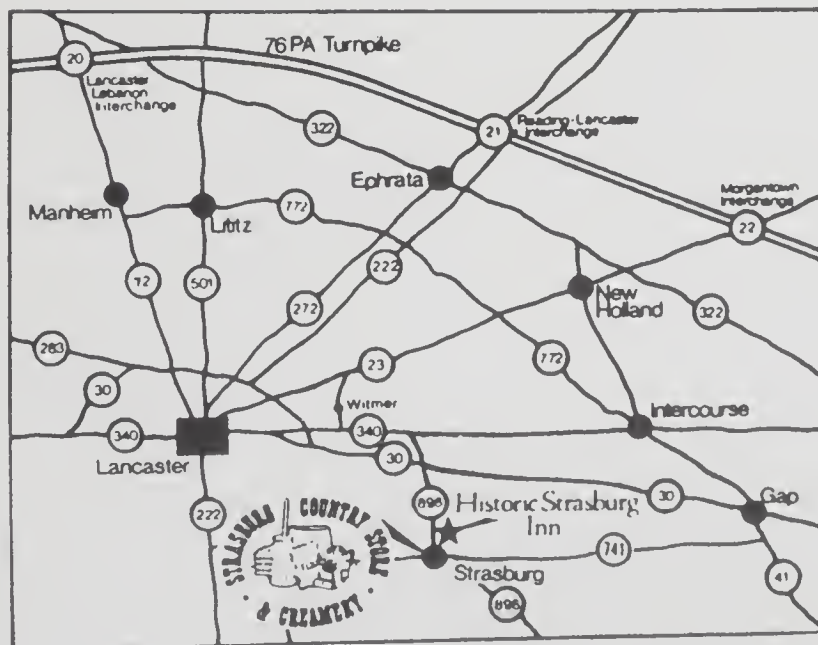 76 PA Turnpike
20
Lancaster
Lebanon
Interchange
322
21
Reading-Lancaster
Interchange
Ephrata
Morgantown
Interchange
22
Manheim
Lititz
772
222
72
501
272
New
Holland
322
283
23
772
30
Witmer
340
340
Intercourse
Lancaster
30
222
STRASBURG COUNTRY STORE
& CREAMERY
896
Historic Strasburg
Inn
30
Gap
Strasburg
741
41
896